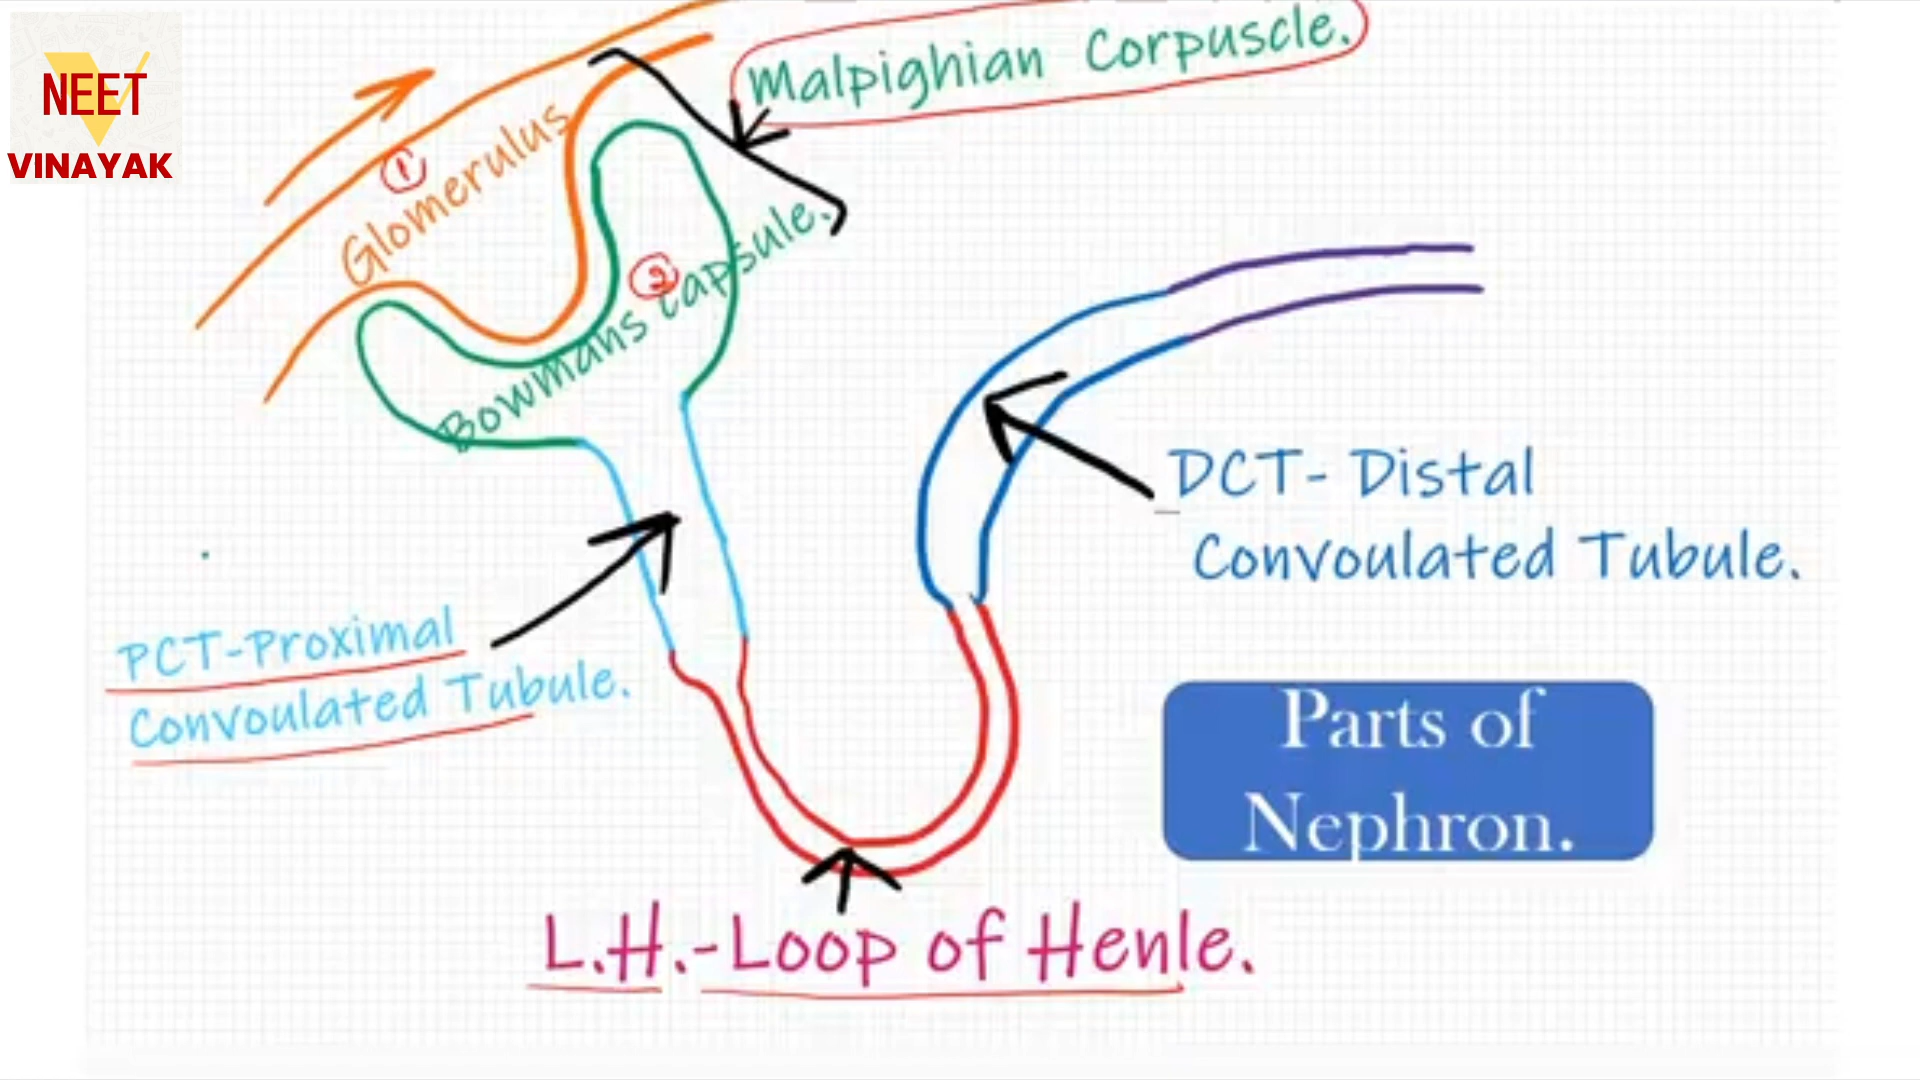 NEET
VINAYAK
Malpighian Corpuscle.
1
Glomerulus
2
Bowmans capsule.
DCT- Distal
Convoulated Tubule.
PCT-Proximal
Convoulated Tubule.
Parts of
Nephron.
L.H.-Loop of Henle.